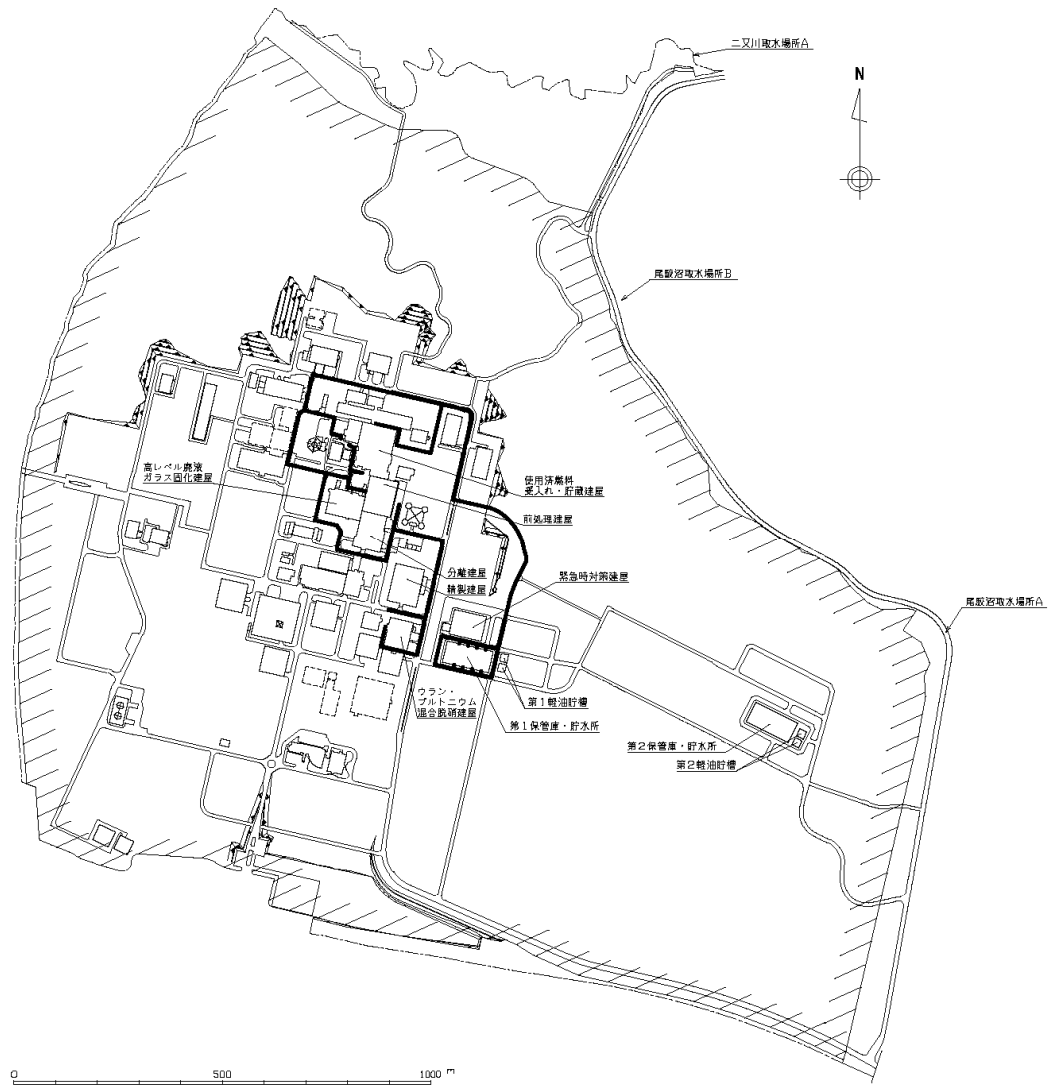 二又川取水場所A
N
尾駮沼取水場所B
高レベル廃液
ガラス固化建屋
使用済燃料
受入れ・貯蔵建屋
前処理建屋
分離建屋
精製建屋
緊急時対策建屋
尾駮沼取水場所A
ウラン・
プルトニウム
混合脱硝建屋
第1軽油貯槽
第1保管庫・貯水所
第2保管庫・貯水所
第2軽油貯槽
0 500 1000 m